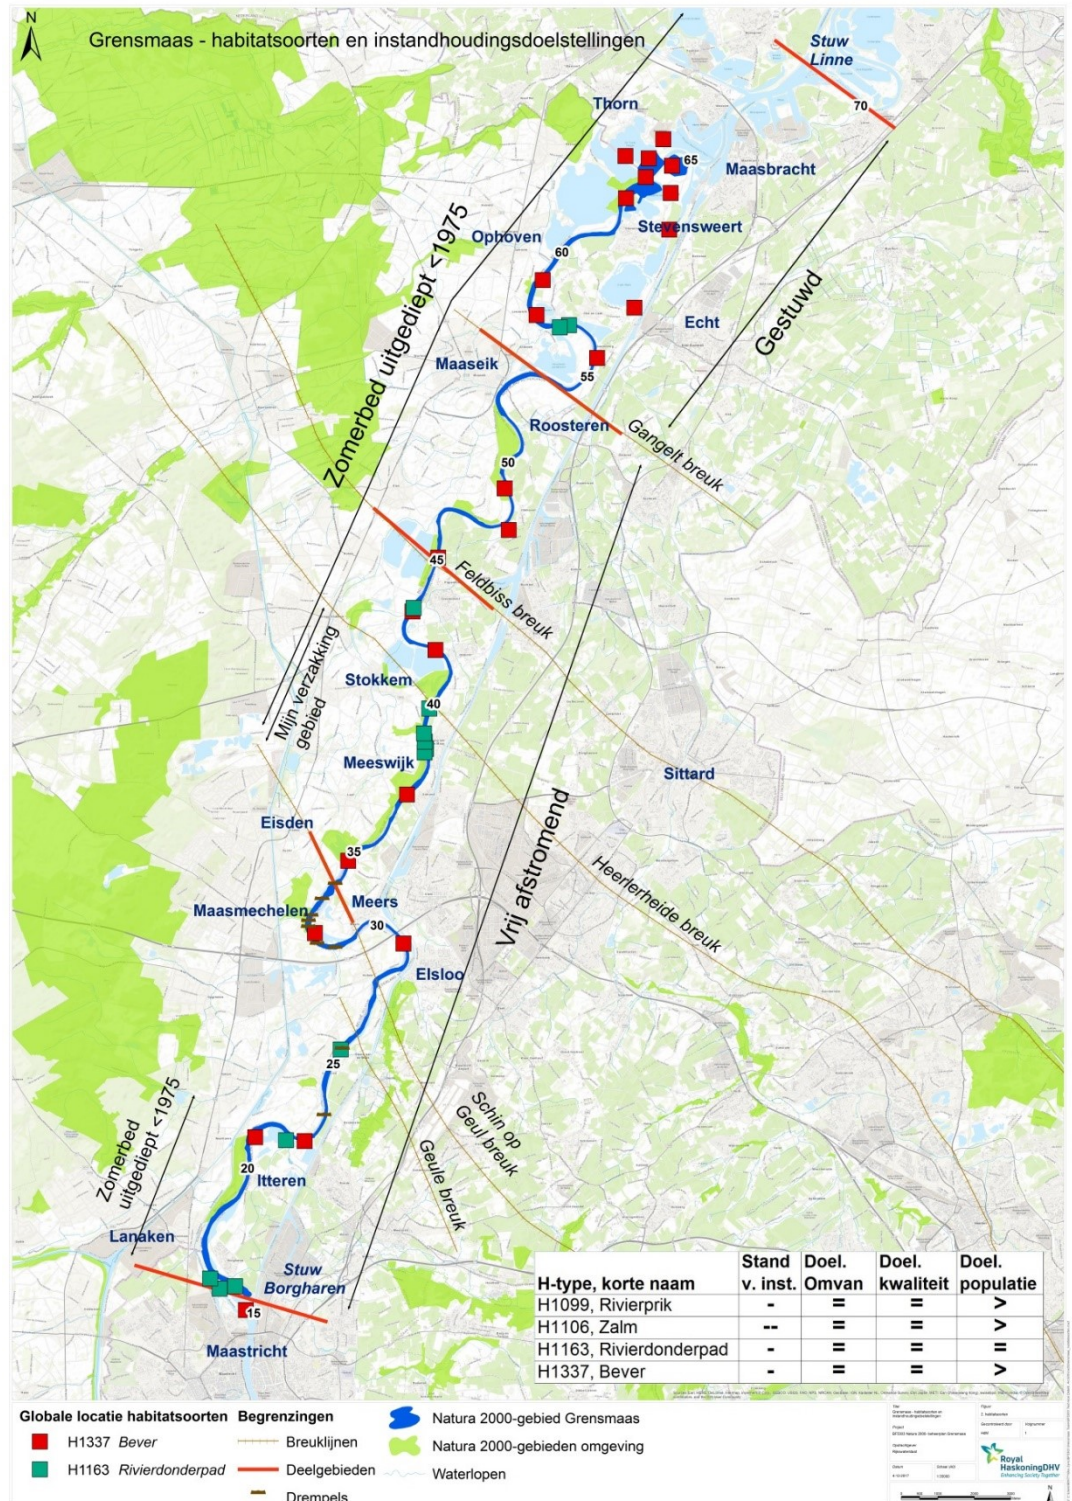 N
Grensmaas - habitatsoorten en instandhoudingsdoelstellingen
Stuw
Linne
70
Thorn
65
Maasbracht
Stevensweert
Ophoven
60
Zomerbed uitgediept <1975
Gestuwd
Echt
Maaseik
55
Roosteren
Gangelt breuk
50
45
Feldbiss breuk
Mijn verzakking
gebied
Stokkem
40
Meeswijk
Sittard
Eisden
35
Vrij afstromend
Heerlerheide breuk
Meers
Maasmechelen
30
Elsloo
25
Schin op
Geul breuk
Geule breuk
Zomerbed
uitgediept <1975
20
Itteren
Lanaken
Stuw
Borgharen
15
Maastricht
H-type, korte naam Stand v. inst. Doel. Omvan Doel. kwaliteit Doel. populatie
H1099, Rivierprik - = = >
H1106, Zalm -- = = >
H1163, Rivierdonderpad - = = =
H1337, Bever - = = >
Globale locatie habitatsoorten
H1337 Bever
H1163 Rivierdonderpad
Begrenzingen
Breuklijnen
Deelgebieden
Drempels
Natura 2000-gebied Grensmaas
Natura 2000-gebieden omgeving
Waterlopen
Royal
HaskoningDHV
Enhancing Society Together
N